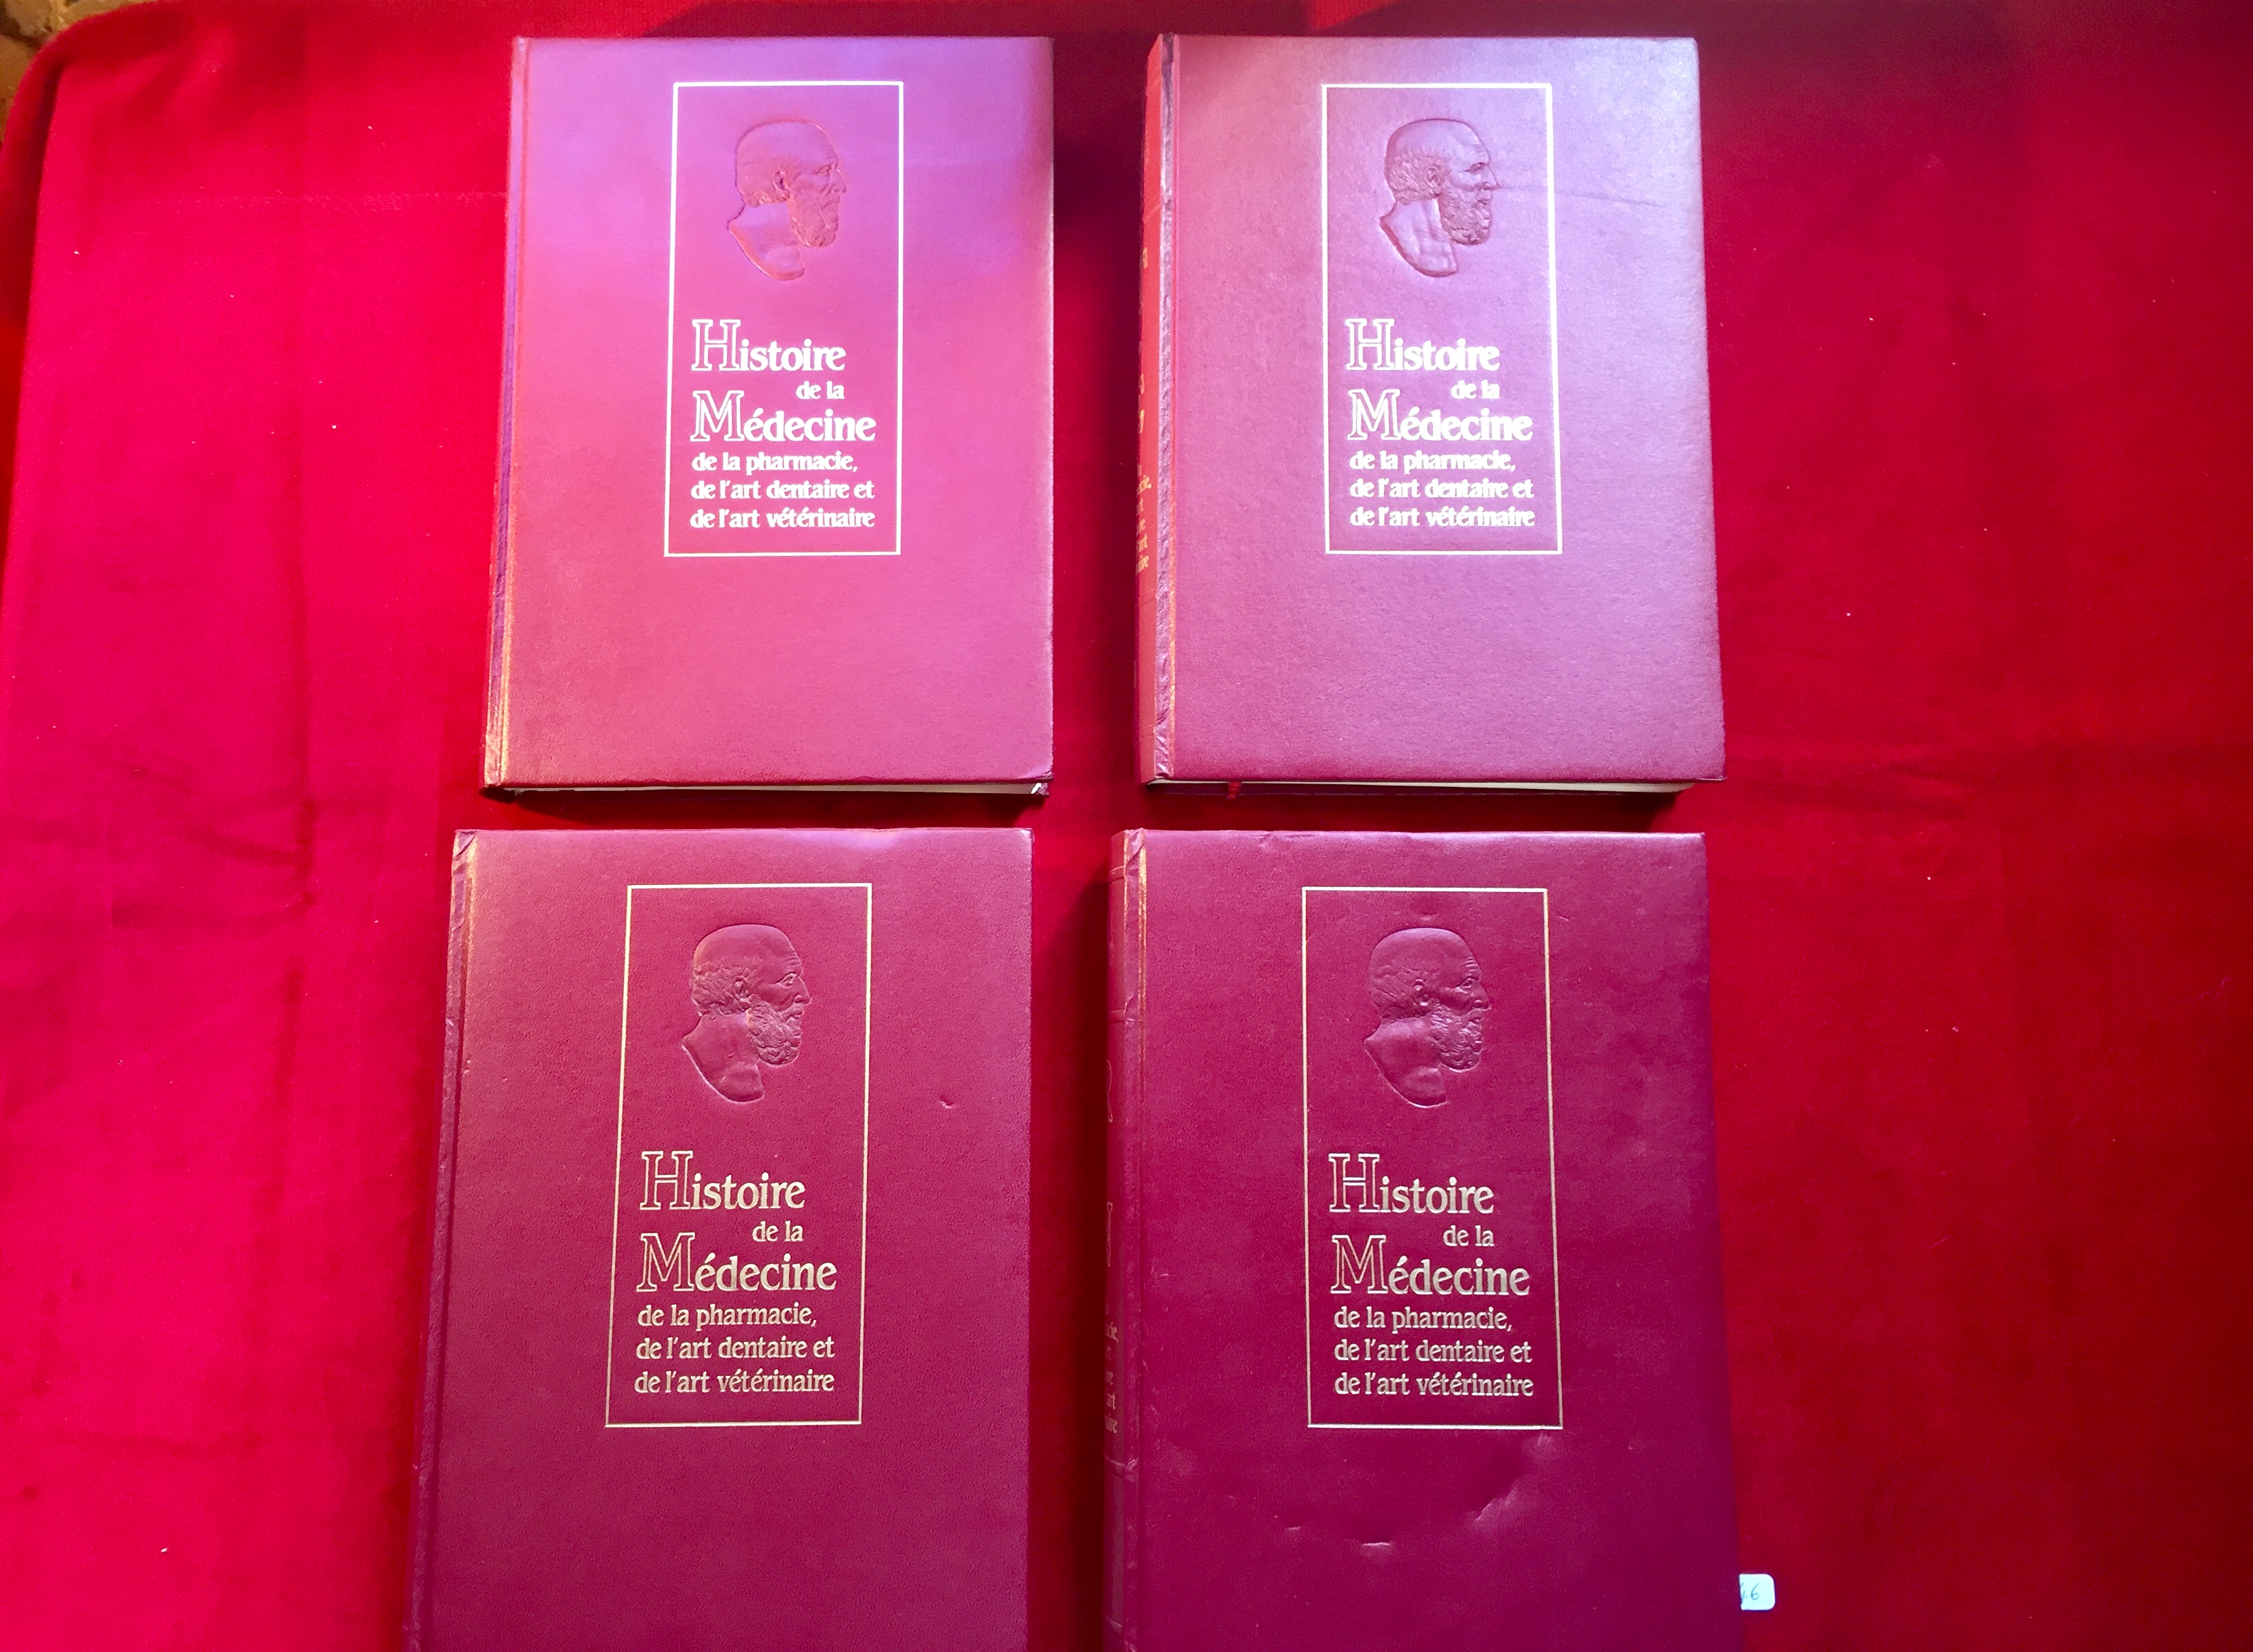 Histoire
de la
Médecine
de la pharmacie,
de l'art dentaire et
de l'art vétérinaire
Histoire
de la
Médecine
de la pharmacie,
de l'art dentaire et
de l'art vétérinaire
Histoire
de la
Médecine
de la pharmacie,
de l'art dentaire et
de l'art vétérinaire
Histoire
de la
Médecine
de la pharmacie,
de l'art dentaire et
de l'art vétérinaire